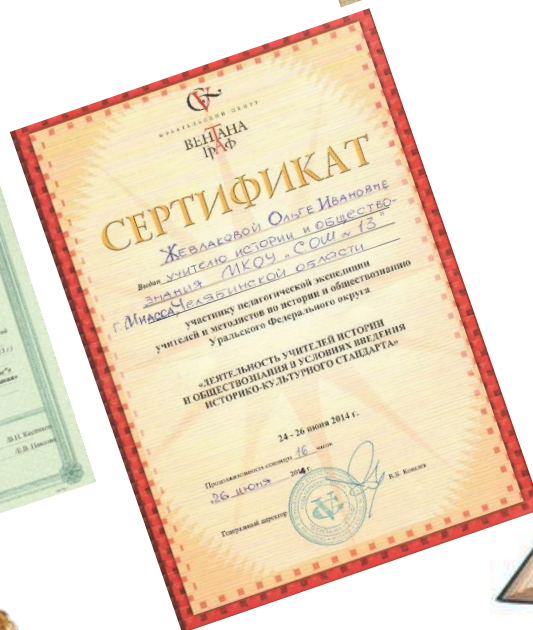 ИЗДАТЕЛЬСКИЙ ЦЕНТР
ВЕНТАНА
ГРАФ
СЕРТИФИКАТ
Жевлаковой Ольге Ивановне
Выдан учителю истории и общество-
знания МКОУ „СОШ № 13"
г. Миасса Челябинской области
участнику педагогической экспедиции
учителей и методистов по истории и обществознанию
Уральского Федерального округа
«ДЕЯТЕЛЬНОСТЬ УЧИТЕЛЕЙ ИСТОРИИ
И ОБЩЕСТВОЗНАНИЯ В УСЛОВИЯХ ВВЕДЕНИЯ
ИСТОРИКО-КУЛЬТУРНОГО СТАНДАРТА»
24 - 26 июня 2014 г.
Продолжительность семинара 16 часов
„26 июня 2014 г.
Генеральный директор В.Б. Ковалев